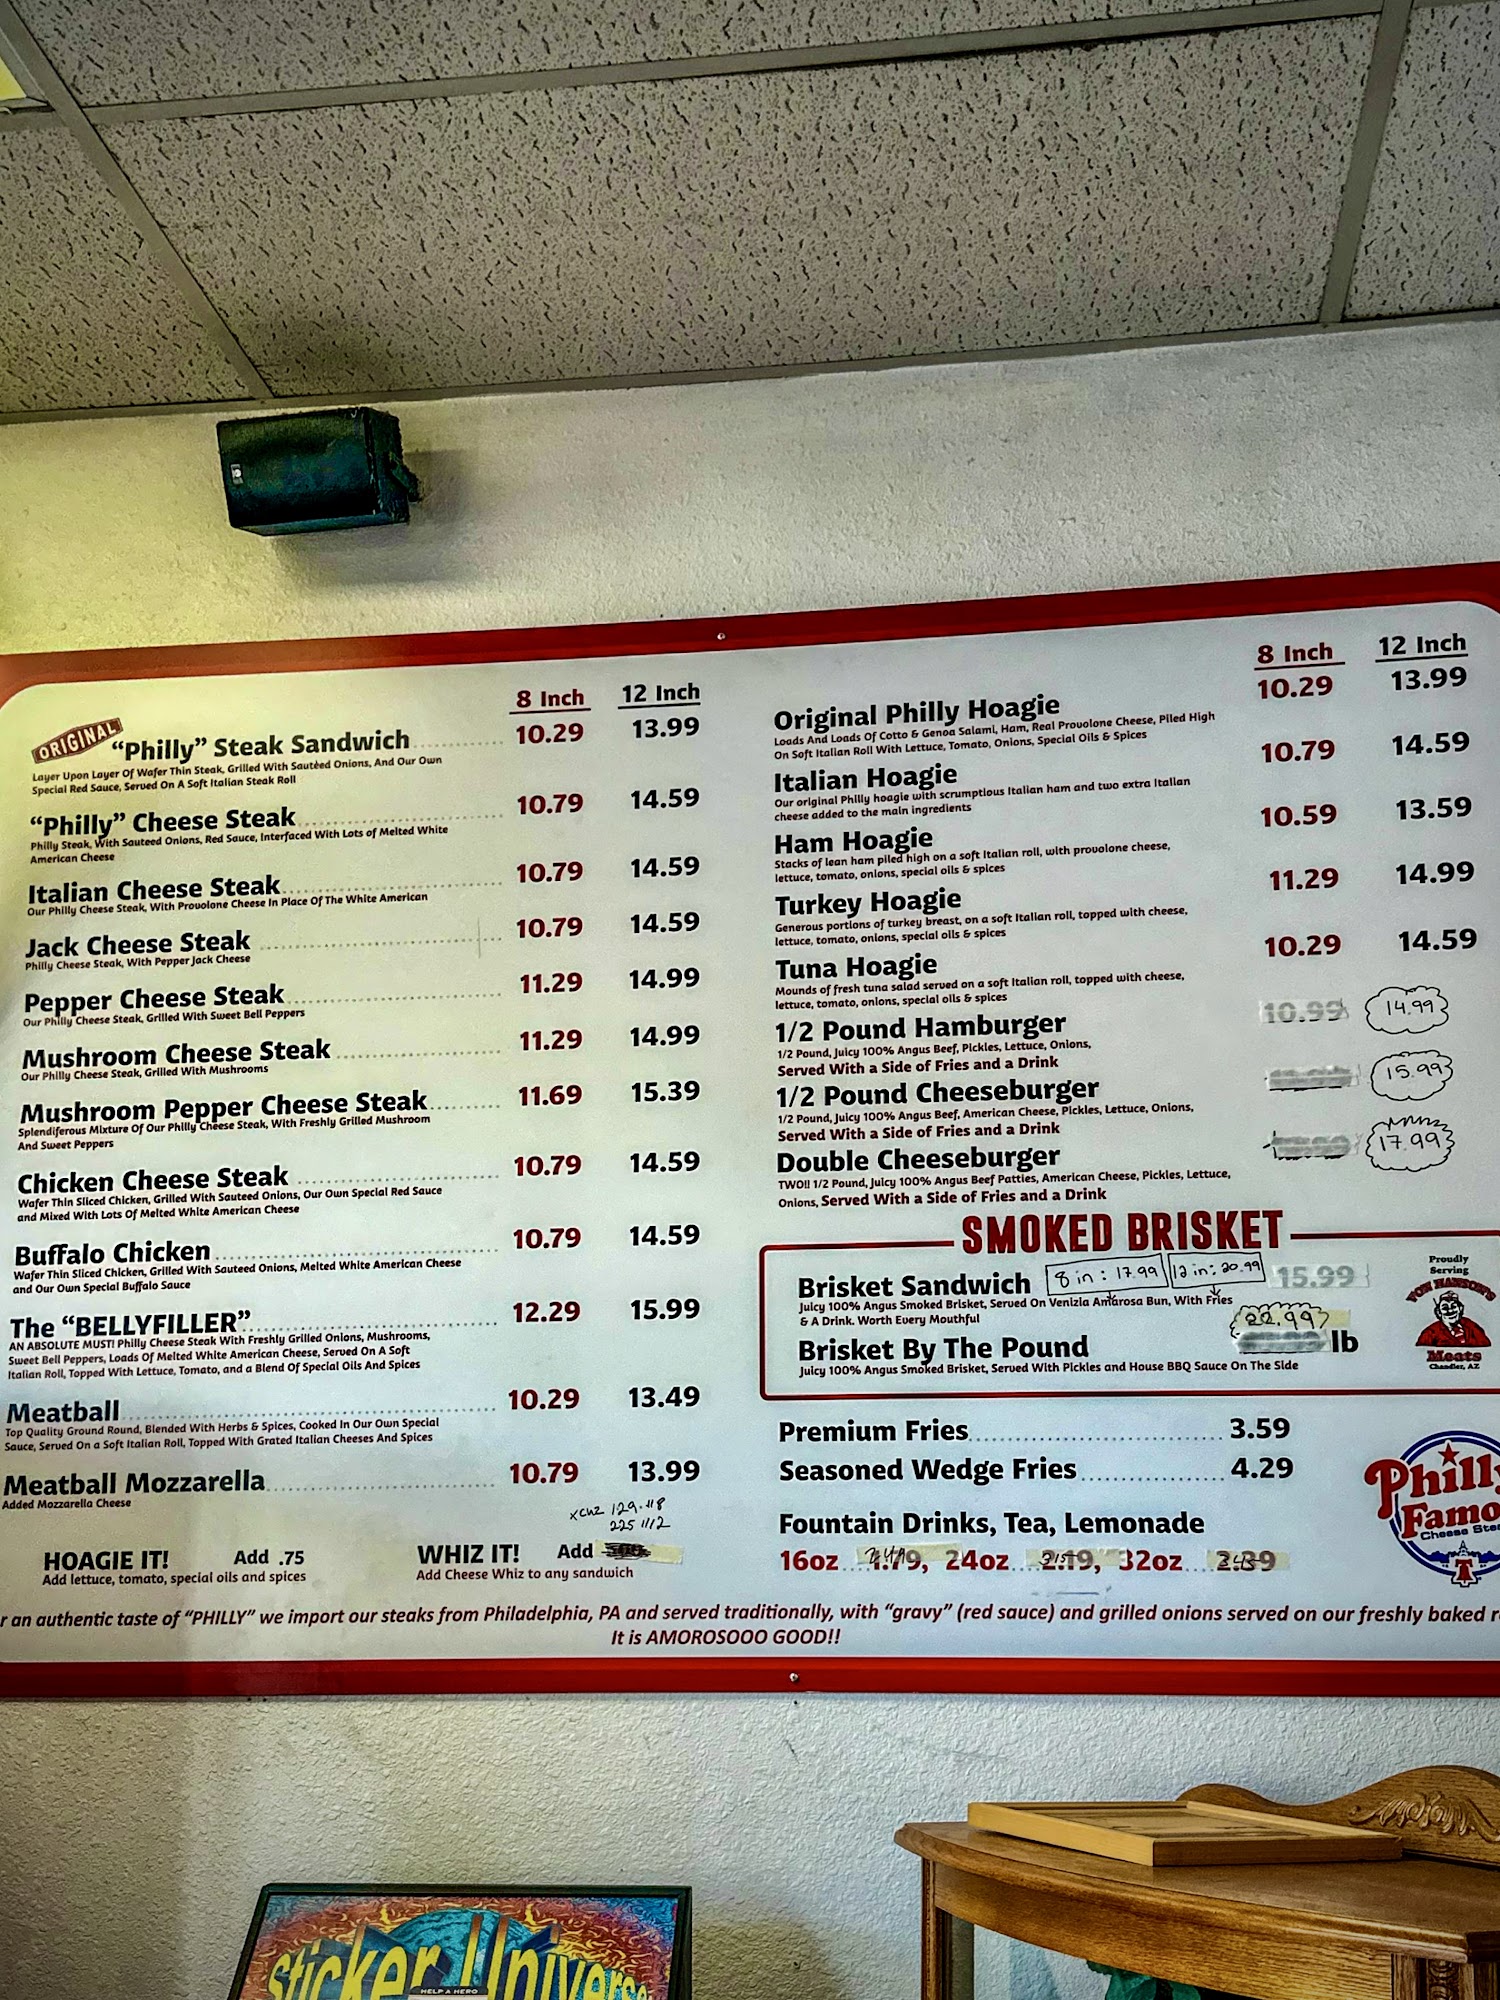 8 Inch 12 Inch
ORIGINAL
"Philly" Steak Sandwich 10.29 13.99
Layer Upon Layer Of Wafer Thin Steak, Grilled With Sautéed Onions, And Our Own
Special Red Sauce, Served On A Soft Italian Steak Roll
"Philly" Cheese Steak 10.79 14.59
Philly Steak, With Sauteed Onions, Red Sauce, Interfaced With Lots of Melted White
American Cheese
Italian Cheese Steak 10.79 14.59
Our Philly Cheese Steak, With Provolone Cheese In Place Of The White American
Jack Cheese Steak 10.79 14.59
Philly Cheese Steak, With Pepper Jack Cheese
Pepper Cheese Steak 11.29 14.99
Our Philly Cheese Steak, Grilled With Sweet Bell Peppers
Mushroom Cheese Steak 11.29 14.99
Our Philly Cheese Steak, Grilled With Mushrooms
Mushroom Pepper Cheese Steak 11.69 15.39
Splendiferous Mixture Of Our Philly Cheese Steak, With Freshly Grilled Mushroom
And Sweet Peppers
Chicken Cheese Steak 10.79 14.59
Wafer Thin Sliced Chicken, Grilled With Sauteed Onions, Our Own Special Red Sauce
and Mixed With Lots Of Melted White American Cheese
Buffalo Chicken 10.79 14.59
Wafer Thin Sliced Chicken, Grilled With Sauteed Onions, Melted White American Cheese
and Our Own Special Buffalo Sauce
The "BELLYFILLER" 12.29 15.99
AN ABSOLUTE MUST! Philly Cheese Steak With Freshly Grilled Onions, Mushrooms,
Sweet Bell Peppers, Loads Of Melted White American Cheese, Served On A Soft
Italian Roll, Topped With Lettuce, Tomato, and a Blend Of Special Oils And Spices
Meatball 10.29 13.49
Top Quality Ground Round, Blended With Herbs & Spices, Cooked In Our Own Special
Sauce, Served On a Soft Italian Roll, Topped With Grated Italian Cheeses And Spices
Meatball Mozzarella 10.79 13.99
Added Mozzarella Cheese
HOAGIE IT! Add .75
Add lettuce, tomato, special oils and spices
WHIZ IT! Add
Add Cheese Whiz to any sandwich
8 Inch 12 Inch
Original Philly Hoagie 10.29 13.99
Loads And Loads Of Cotto & Genoa Salami, Ham, Real Provolone Cheese, Piled High
On Soft Italian Roll With Lettuce, Tomato, Onions, Special Oils & Spices
Italian Hoagie 10.79 14.59
Our original Philly hoagie with scrumptious Italian ham and two extra Italian
cheese added to the main ingredients
Ham Hoagie 10.59 13.59
Stacks of lean ham piled high on a soft Italian roll, with provolone cheese,
lettuce, tomato, onions, special oils & spices
Turkey Hoagie 11.29 14.99
Generous portions of turkey breast, on a soft Italian roll, topped with cheese,
lettuce, tomato, onions, special oils & spices
Tuna Hoagie 10.29 14.59
Mounds of fresh tuna salad served on a soft Italian roll, topped with cheese,
lettuce, tomato, onions, special oils & spices
1/2 Pound Hamburger 10.99 14.99
1/2 Pound, Juicy 100% Angus Beef, Pickles, Lettuce, Onions,
Served With a Side of Fries and a Drink
1/2 Pound Cheeseburger 15.99
1/2 Pound, Juicy 100% Angus Beef, American Cheese, Pickles, Lettuce, Onions,
Served With a Side of Fries and a Drink
Double Cheeseburger 17.99
TWO!! 1/2 Pound, Juicy 100% Angus Beef Patties, American Cheese, Pickles, Lettuce,
Onions, Served With a Side of Fries and a Drink
SMOKED BRISKET
Brisket Sandwich 8 in: 17.99 12 in: 20.99 15.99
Juicy 100% Angus Smoked Brisket, Served On Venizia Amarosa Bun, With Fries
& A Drink. Worth Every Mouthful
Brisket By The Pound 22.99 lb
Juicy 100% Angus Smoked Brisket, Served With Pickles and House BBQ Sauce On The Side
Proudly
Serving
VON HANSON'S
Meats
Chandler, AZ
Premium Fries 3.59
Seasoned Wedge Fries 4.29
Fountain Drinks, Tea, Lemonade
16oz 24oz 32oz
Philly
Famo
Cheese Ste
r an authentic taste of "PHILLY" we import our steaks from Philadelphia, PA and served traditionally, with "gravy" (red sauce) and grilled onions served on our freshly baked r
It is AMOROSOOO GOOD!!
Sticker Universe
HELP A HERO